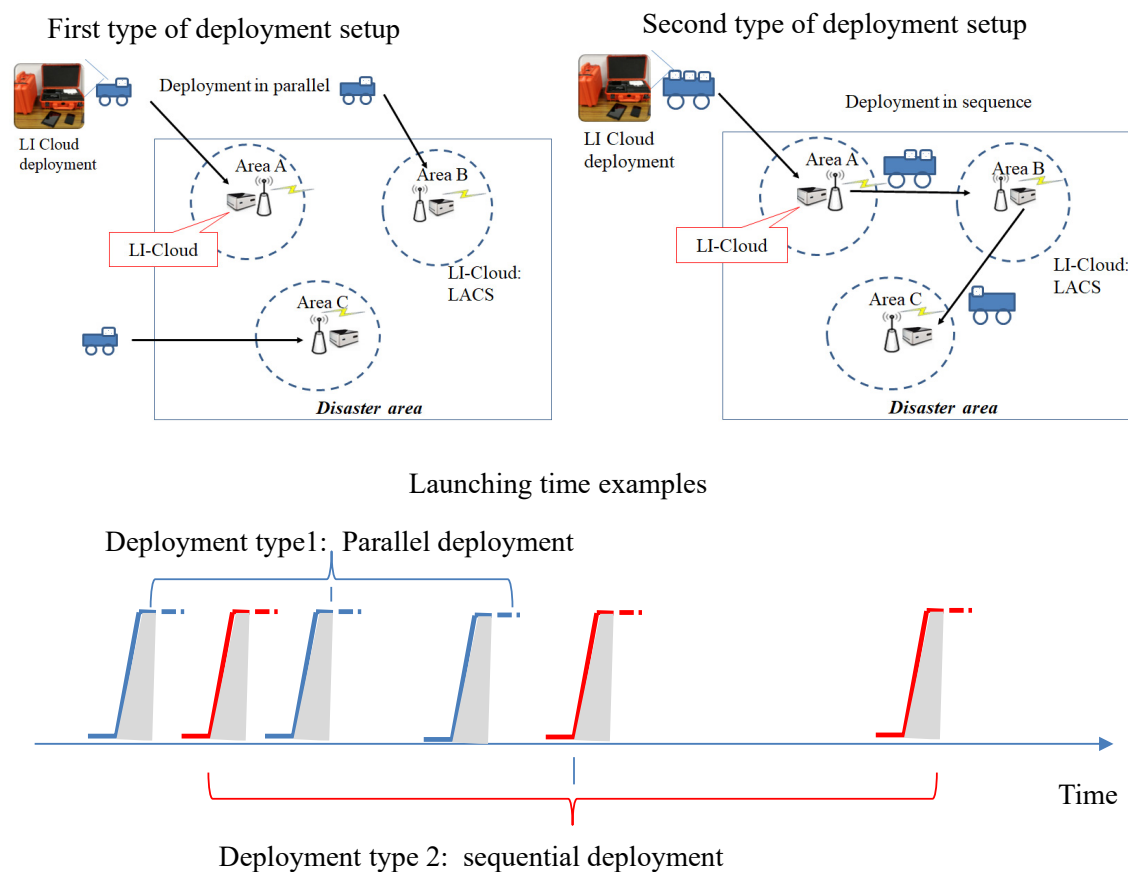 First type of deployment setup
Deployment in parallel
LI Cloud
deployment
Area A
Area B
LI-Cloud
LI-Cloud:
LACS
Area C
Disaster area
Second type of deployment setup
Deployment in sequence
LI Cloud
deployment
Area A
Area B
LI-Cloud
LI-Cloud:
LACS
Area C
Disaster area
Launching time examples
Deployment type1: Parallel deployment
Time
Deployment type 2: sequential deployment